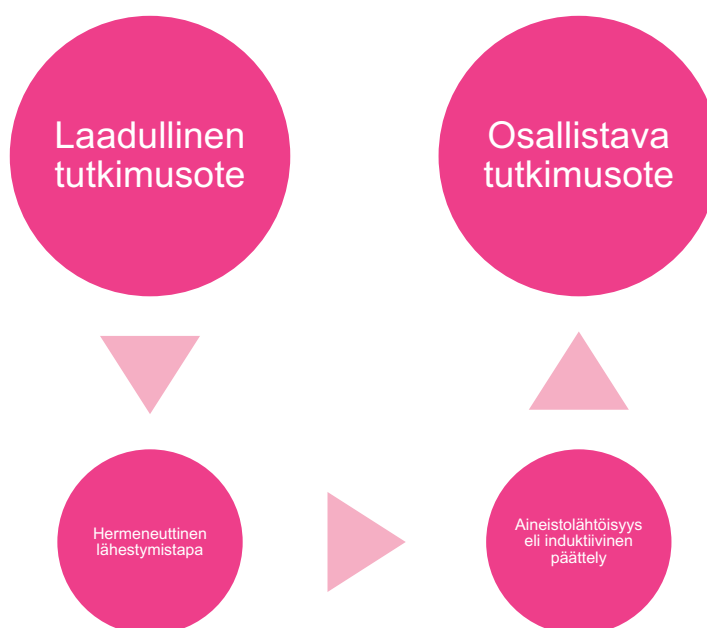 Laadullinen
tutkimusote
Osallistava
tutkimusote
Hermeneuttinen
lähestymistapa
Aineistolähtöisyys
eli induktiivinen
päättely